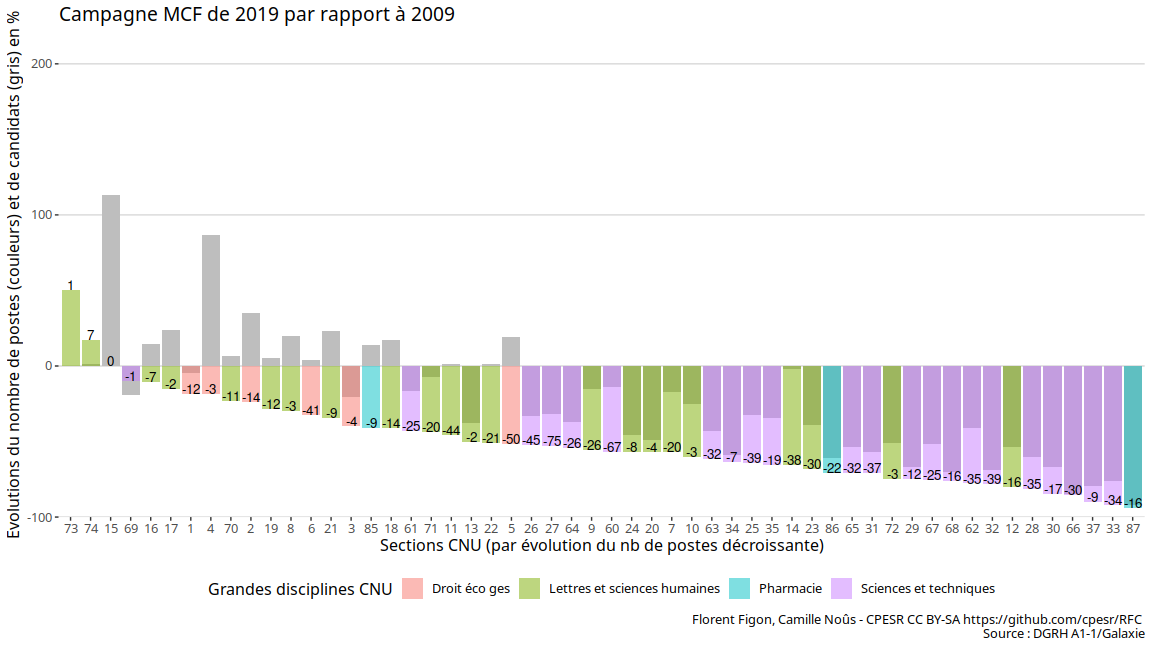 Campagne MCF de 2019 par rapport à 2009
Evolutions du nombre de postes (couleurs) et de candidats (gris) en %
200
100
0
-100
1 7 0 -1 -7 -2 -12 -3 -11 -14 -12 -3 -41 -9 -4 -9 -14 -25 -20 -44 -2 -21 -50 -45 -75 -26 -26 -67 -8 -4 -20 -3 -32 -7 -39 -19 -38 -30 -22 -32 -37 -3 -12 -25 -16 -35 -39 -16 -35 -17 -30 -9 -34 -16
73 74 15 69 16 17 1 4 70 2 19 8 6 21 3 85 18 61 71 11 13 22 5 26 27 64 9 60 24 20 7 10 63 34 25 35 14 23 86 65 31 72 29 67 68 62 32 12 28 30 66 37 33 87
Sections CNU (par évolution du nb de postes décroissante)
Grandes disciplines CNU Droit éco ges Lettres et sciences humaines Pharmacie Sciences et techniques
Florent Figon, Camille Noûs - CPESR CC BY-SA https://github.com/cpesr/RFC
Source : DGRH A1-1/Galaxie